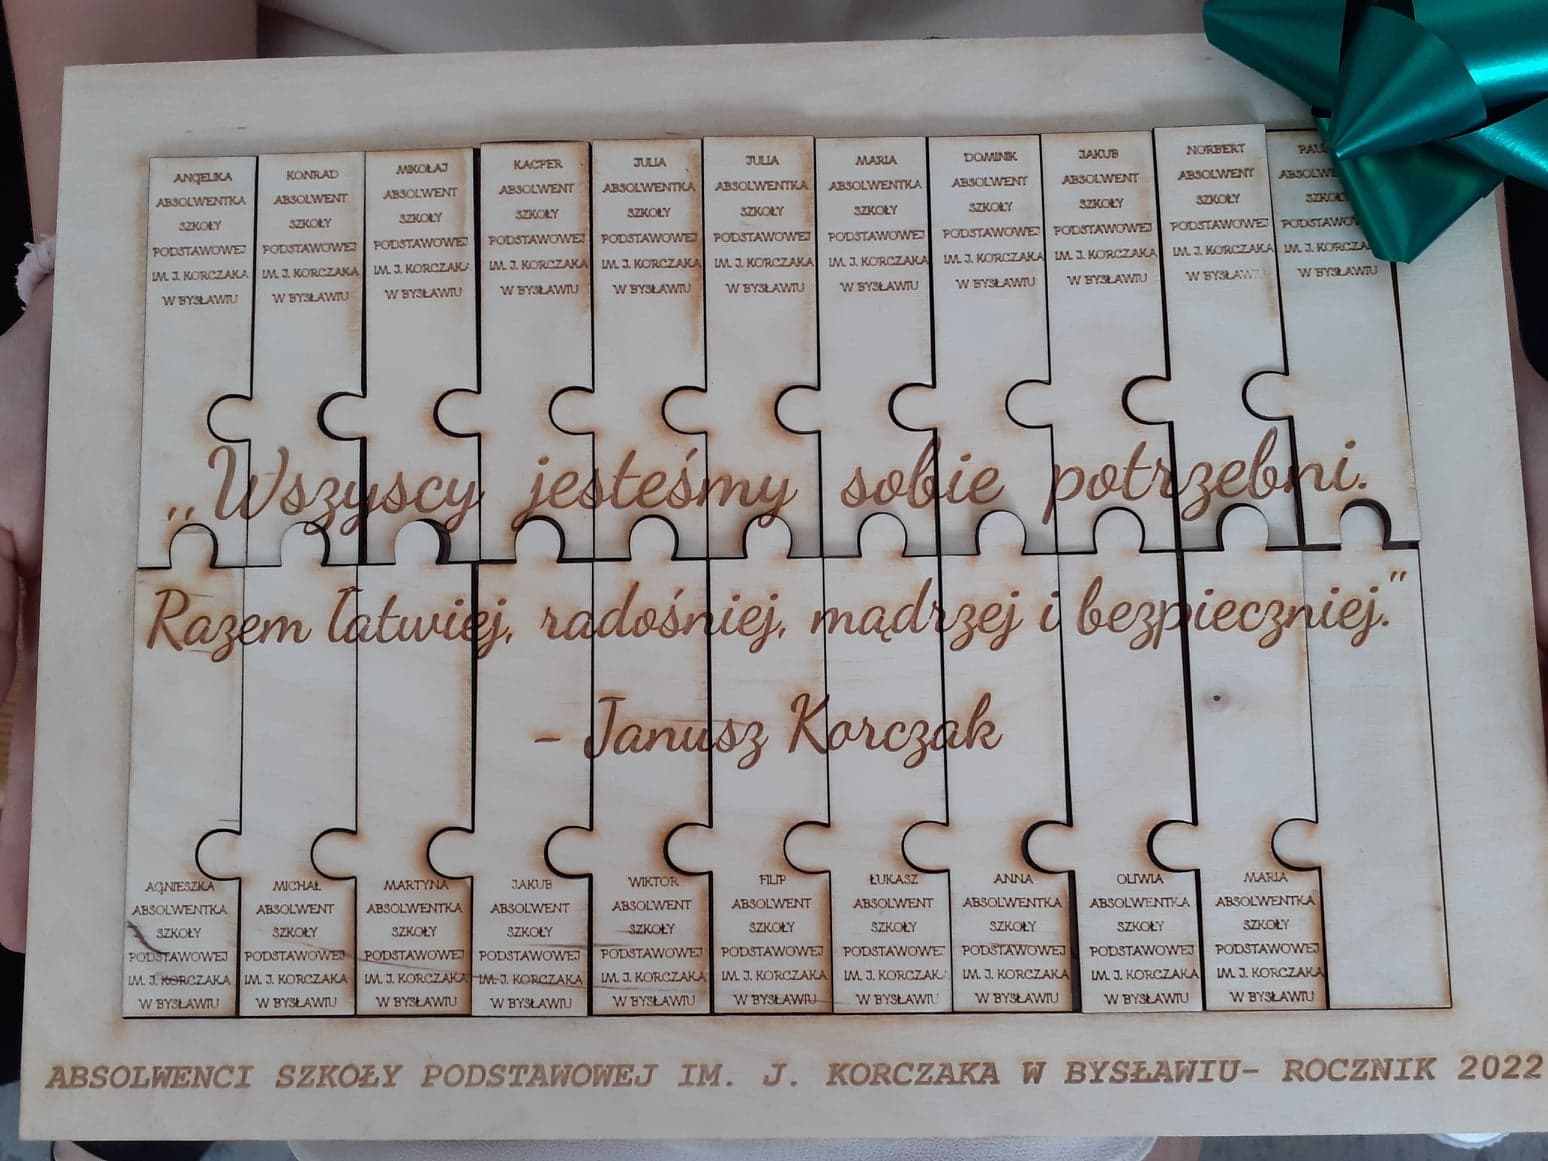 ANGELIKA
ABSOLWENTKA
SZKOŁY
PODSTAWOWEJ
IM. J. KORCZAKA
W BYSŁAWIU
KONRAD
ABSOLWENT
SZKOŁY
PODSTAWOWEJ
IM. J. KORCZAKA
W BYSŁAWIU
MIKOŁAJ
ABSOLWENT
SZKOŁY
PODSTAWOWEJ
IM. J. KORCZAKA
W BYSŁAWIU
KACPER
ABSOLWENT
SZKOŁY
PODSTAWOWEJ
IM. J. KORCZAKA
W BYSŁAWIU
JULIA
ABSOLWENTKA
SZKOŁY
PODSTAWOWEJ
IM. J. KORCZAKA
W BYSŁAWIU
JULIA
ABSOLWENTKA
SZKOŁY
PODSTAWOWEJ
IM. J. KORCZAKA
W BYSŁAWIU
MARIA
ABSOLWENTKA
SZKOŁY
PODSTAWOWEJ
IM. J. KORCZAKA
W BYSŁAWIU
DOMINIK
ABSOLWENT
SZKOŁY
PODSTAWOWEJ
IM. J. KORCZAKA
W BYSŁAWIU
JAKUB
ABSOLWENT
SZKOŁY
PODSTAWOWEJ
IM. J. KORCZAKA
W BYSŁAWIU
NORBERT
ABSOLWENT
SZKOŁY
PODSTAWOWEJ
IM. J. KORCZAKA
W BYSŁAWIU
SZKOŁY
IM. J. KORCZAKA
W BYSŁAWIU
„Wszyscy jesteśmy sobie potrzebni.
Razem łatwiej, radośniej, mądrzej i bezpieczniej."
- Janusz Korczak
AGNIESZKA
ABSOLWENTKA
SZKOŁY
PODSTAWOWEJ
IM. J. KORCZAKA
W BYSŁAWIU
MICHAŁ
ABSOLWENT
SZKOŁY
PODSTAWOWEJ
IM. J. KORCZAKA
W BYSŁAWIU
MARTYNA
ABSOLWENTKA
SZKOŁY
PODSTAWOWEJ
IM. J. KORCZAKA
W BYSŁAWIU
JAKUB
ABSOLWENT
SZKOŁY
PODSTAWOWEJ
IM. J. KORCZAKA
W BYSŁAWIU
WIKTOR
ABSOLWENT
SZKOŁY
PODSTAWOWEJ
IM. J. KORCZAKA
W BYSŁAWIU
FILIP
ABSOLWENT
SZKOŁY
PODSTAWOWEJ
IM. J. KORCZAKA
W BYSŁAWIU
ŁUKASZ
ABSOLWENT
SZKOŁY
PODSTAWOWEJ
IM. J. KORCZAKA
W BYSŁAWIU
ANNA
ABSOLWENTKA
SZKOŁY
PODSTAWOWEJ
IM. J. KORCZAKA
W BYSŁAWIU
OLIWIA
ABSOLWENTKA
SZKOŁY
PODSTAWOWEJ
IM. J. KORCZAKA
W BYSŁAWIU
MARIA
ABSOLWENTKA
SZKOŁY
PODSTAWOWEJ
IM. J. KORCZAKA
W BYSŁAWIU
ABSOLWENCI SZKOŁY PODSTAWOWEJ IM. J. KORCZAKA W BYSŁAWIU- ROCZNIK 2022